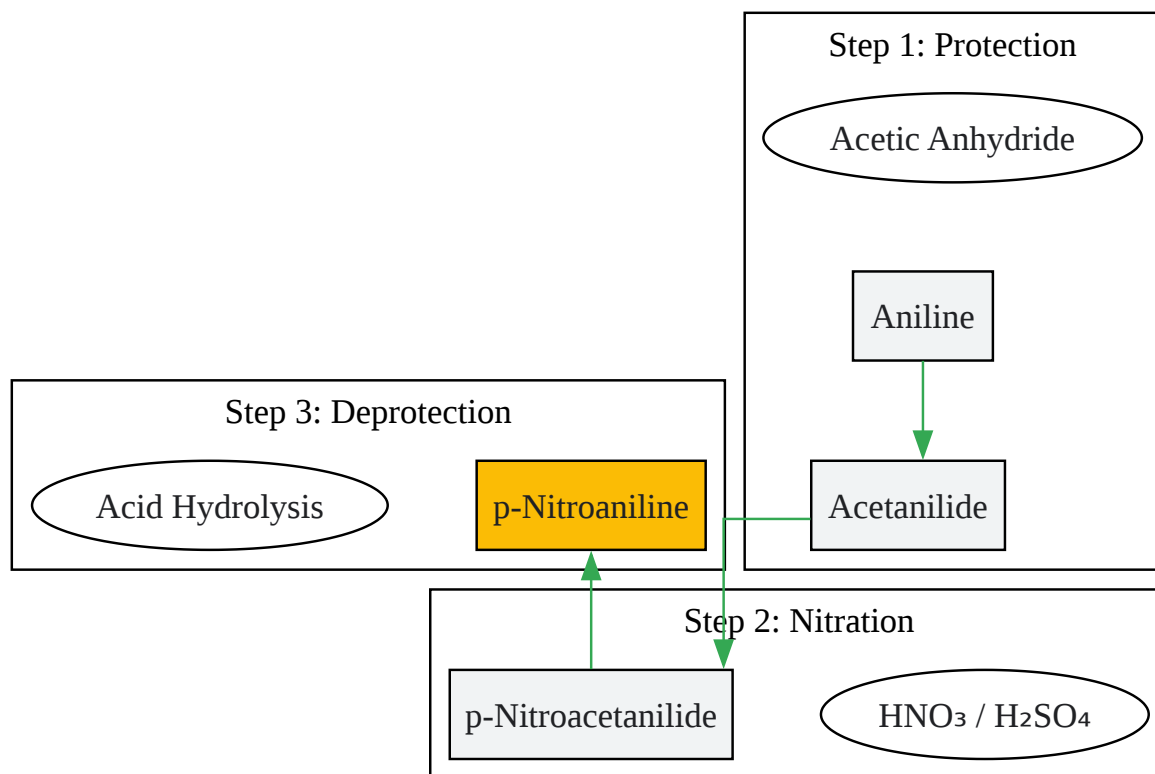 Step 1: Protection
Acetic Anhydride
Aniline
Acetanilide
Step 3: Deprotection
Acid Hydrolysis
p-Nitroaniline
Step 2: Nitration
p-Nitroacetanilide
HNO₃ / H₂SO₄